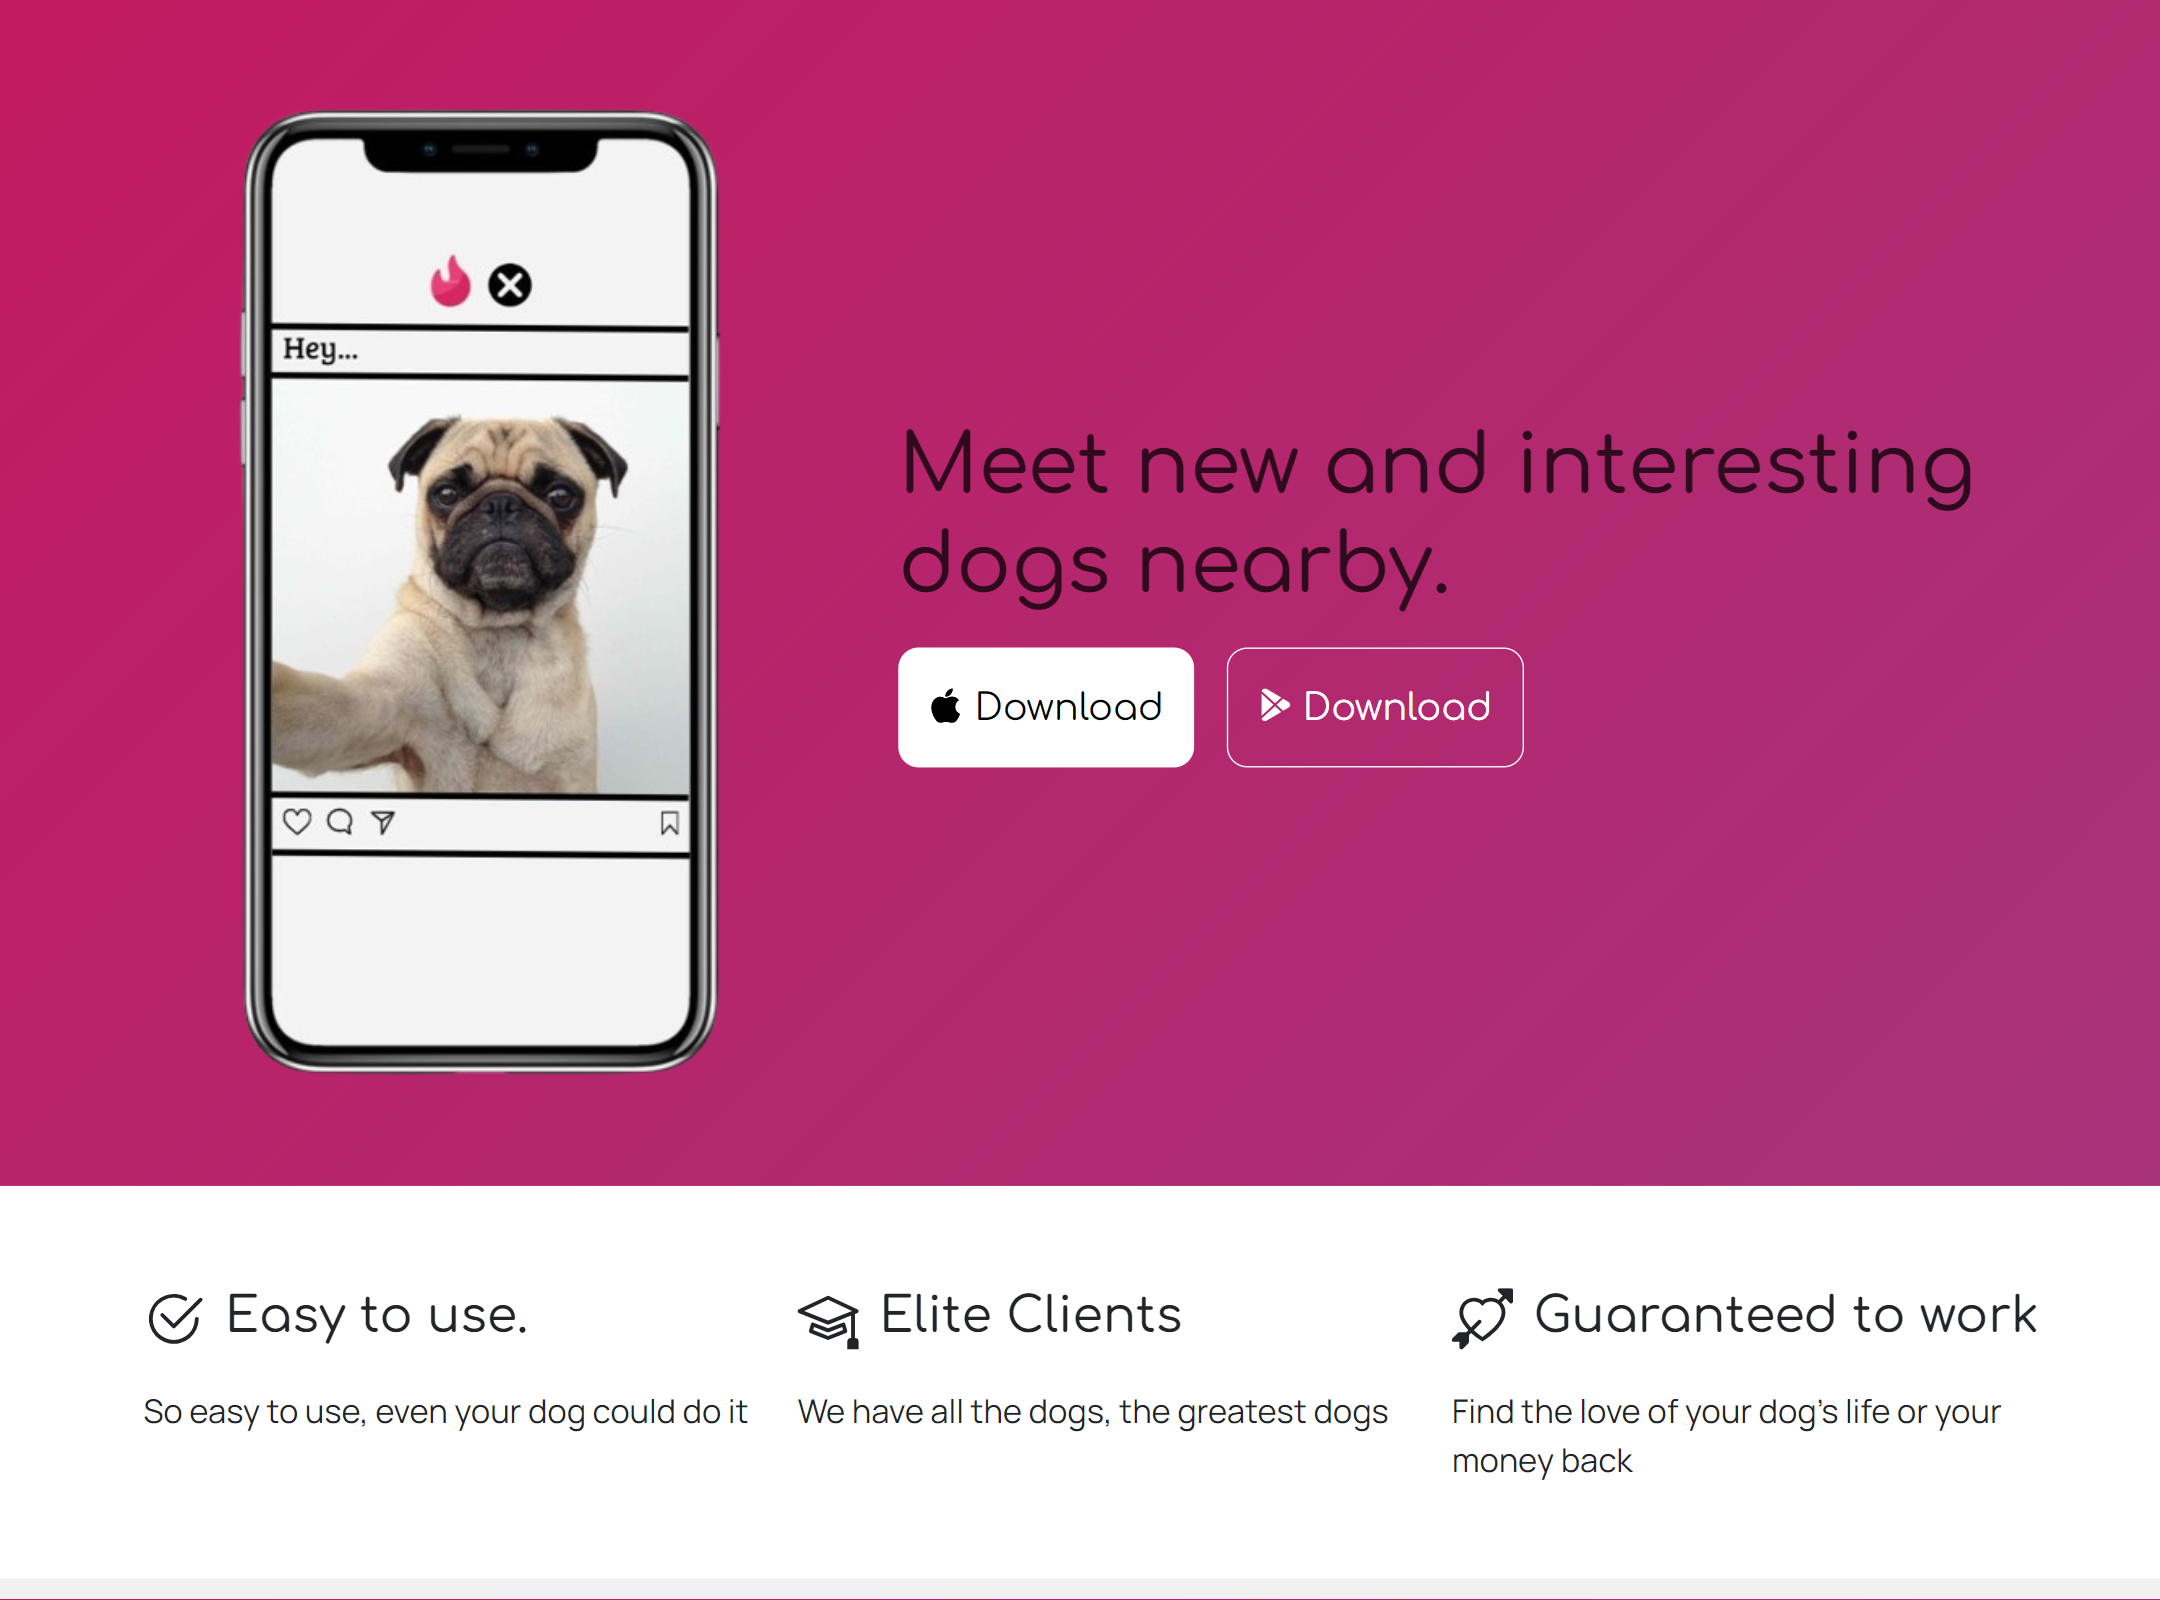 Hey...
Meet new and interesting
dogs nearby.
Download
Download
Easy to use.
So easy to use, even your dog could do it
Elite Clients
We have all the dogs, the greatest dogs
Guaranteed to work
Find the love of your dog's life or your
money back